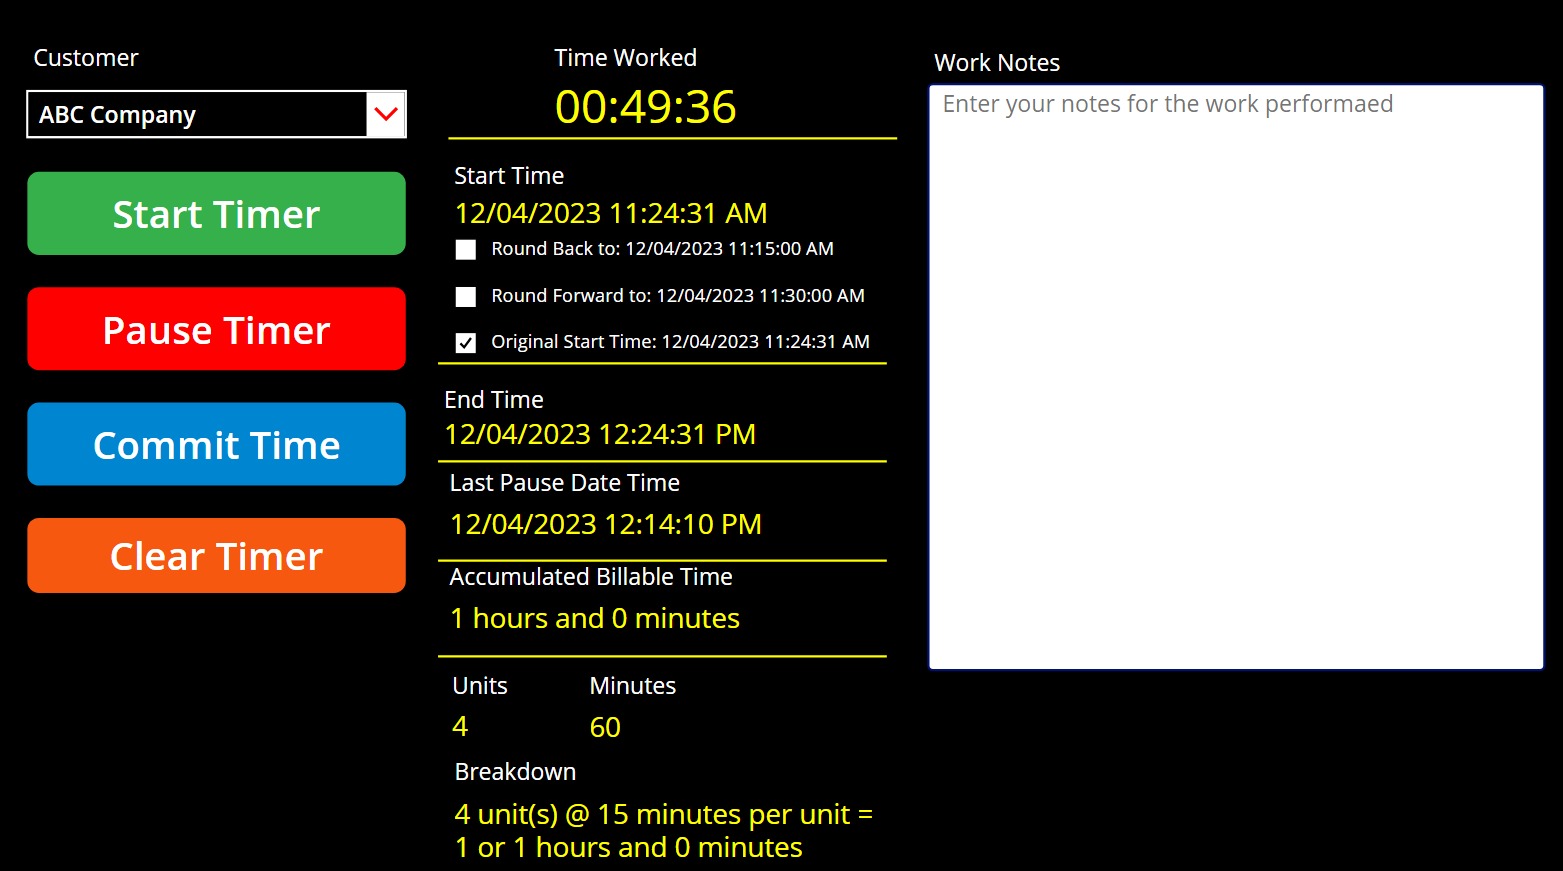 Customer
ABC Company
Start Timer
Pause Timer
Commit Time
Clear Timer
Time Worked
00:49:36
Start Time
12/04/2023 11:24:31 AM
Round Back to: 12/04/2023 11:15:00 AM
Round Forward to: 12/04/2023 11:30:00 AM
Original Start Time: 12/04/2023 11:24:31 AM
End Time
12/04/2023 12:24:31 PM
Last Pause Date Time
12/04/2023 12:14:10 PM
Accumulated Billable Time
1 hours and 0 minutes
Units Minutes
4 60
Breakdown
4 unit(s) @ 15 minutes per unit =
1 or 1 hours and 0 minutes
Work Notes
Enter your notes for the work performaed